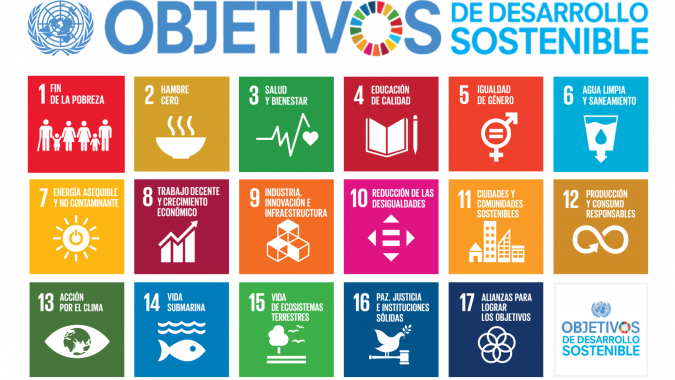 OBJETIVOS DE DESARROLLO
SOSTENIBLE
1 FIN
DE LA POBREZA
2 HAMBRE
CERO
3 SALUD
Y BIENESTAR
4 EDUCACIÓN
DE CALIDAD
5 IGUALDAD
DE GÉNERO
6 AGUA LIMPIA
Y SANEAMIENTO
7 ENERGÍA ASEQUIBLE
Y NO CONTAMINANTE
8 TRABAJO DECENTE
Y CRECIMIENTO
ECONÓMICO
9 INDUSTRIA,
INNOVACIÓN E
INFRAESTRUCTURA
10 REDUCCIÓN DE LAS
DESIGUALDADES
11 CIUDADES Y
COMUNIDADES
SOSTENIBLES
12 PRODUCCIÓN
Y CONSUMO
RESPONSABLES
13 ACCIÓN
POR EL CLIMA
14 VIDA
SUBMARINA
15 VIDA
DE ECOSISTEMAS
TERRESTRES
16 PAZ, JUSTICIA
E INSTITUCIONES
SÓLIDAS
17 ALIANZAS PARA
LOGRAR
LOS OBJETIVOS
OBJETIVOS
DE DESARROLLO
SOSTENIBLE